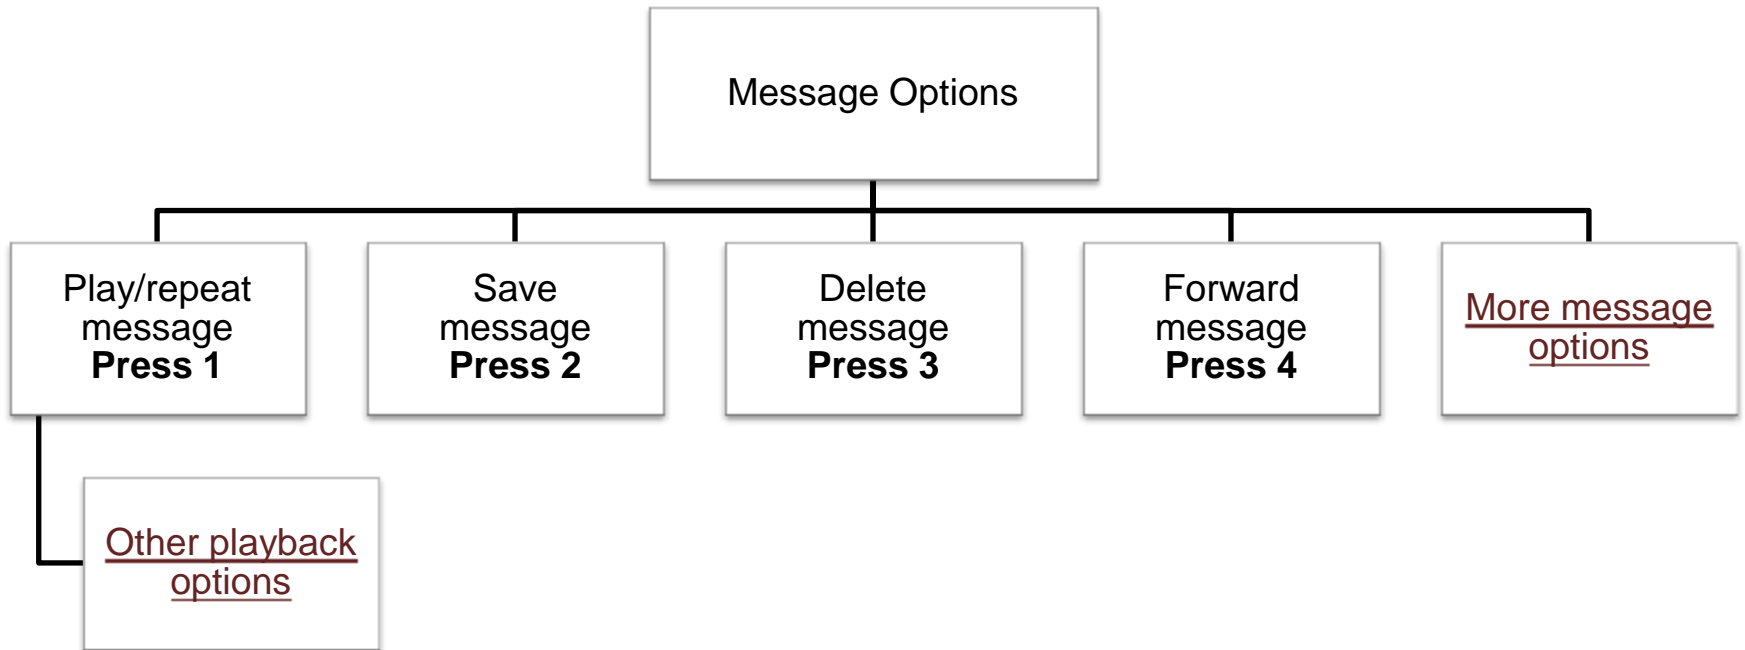 Message Options
Play/repeat
message
Press 1
Save
message
Press 2
Delete
message
Press 3
Forward
message
Press 4
More message
options
Other playback
options